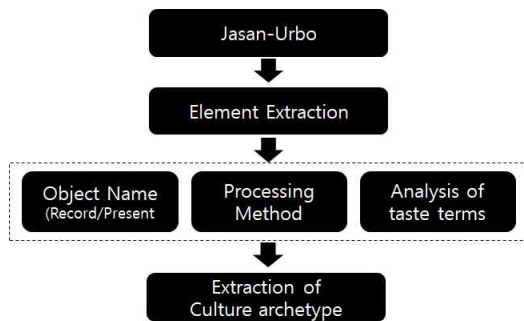 Jasan-Urbo
Element Extraction
Object Name
(Record/Present
Processing
Method
Analysis of
taste terms
Extraction of
Culture archetype